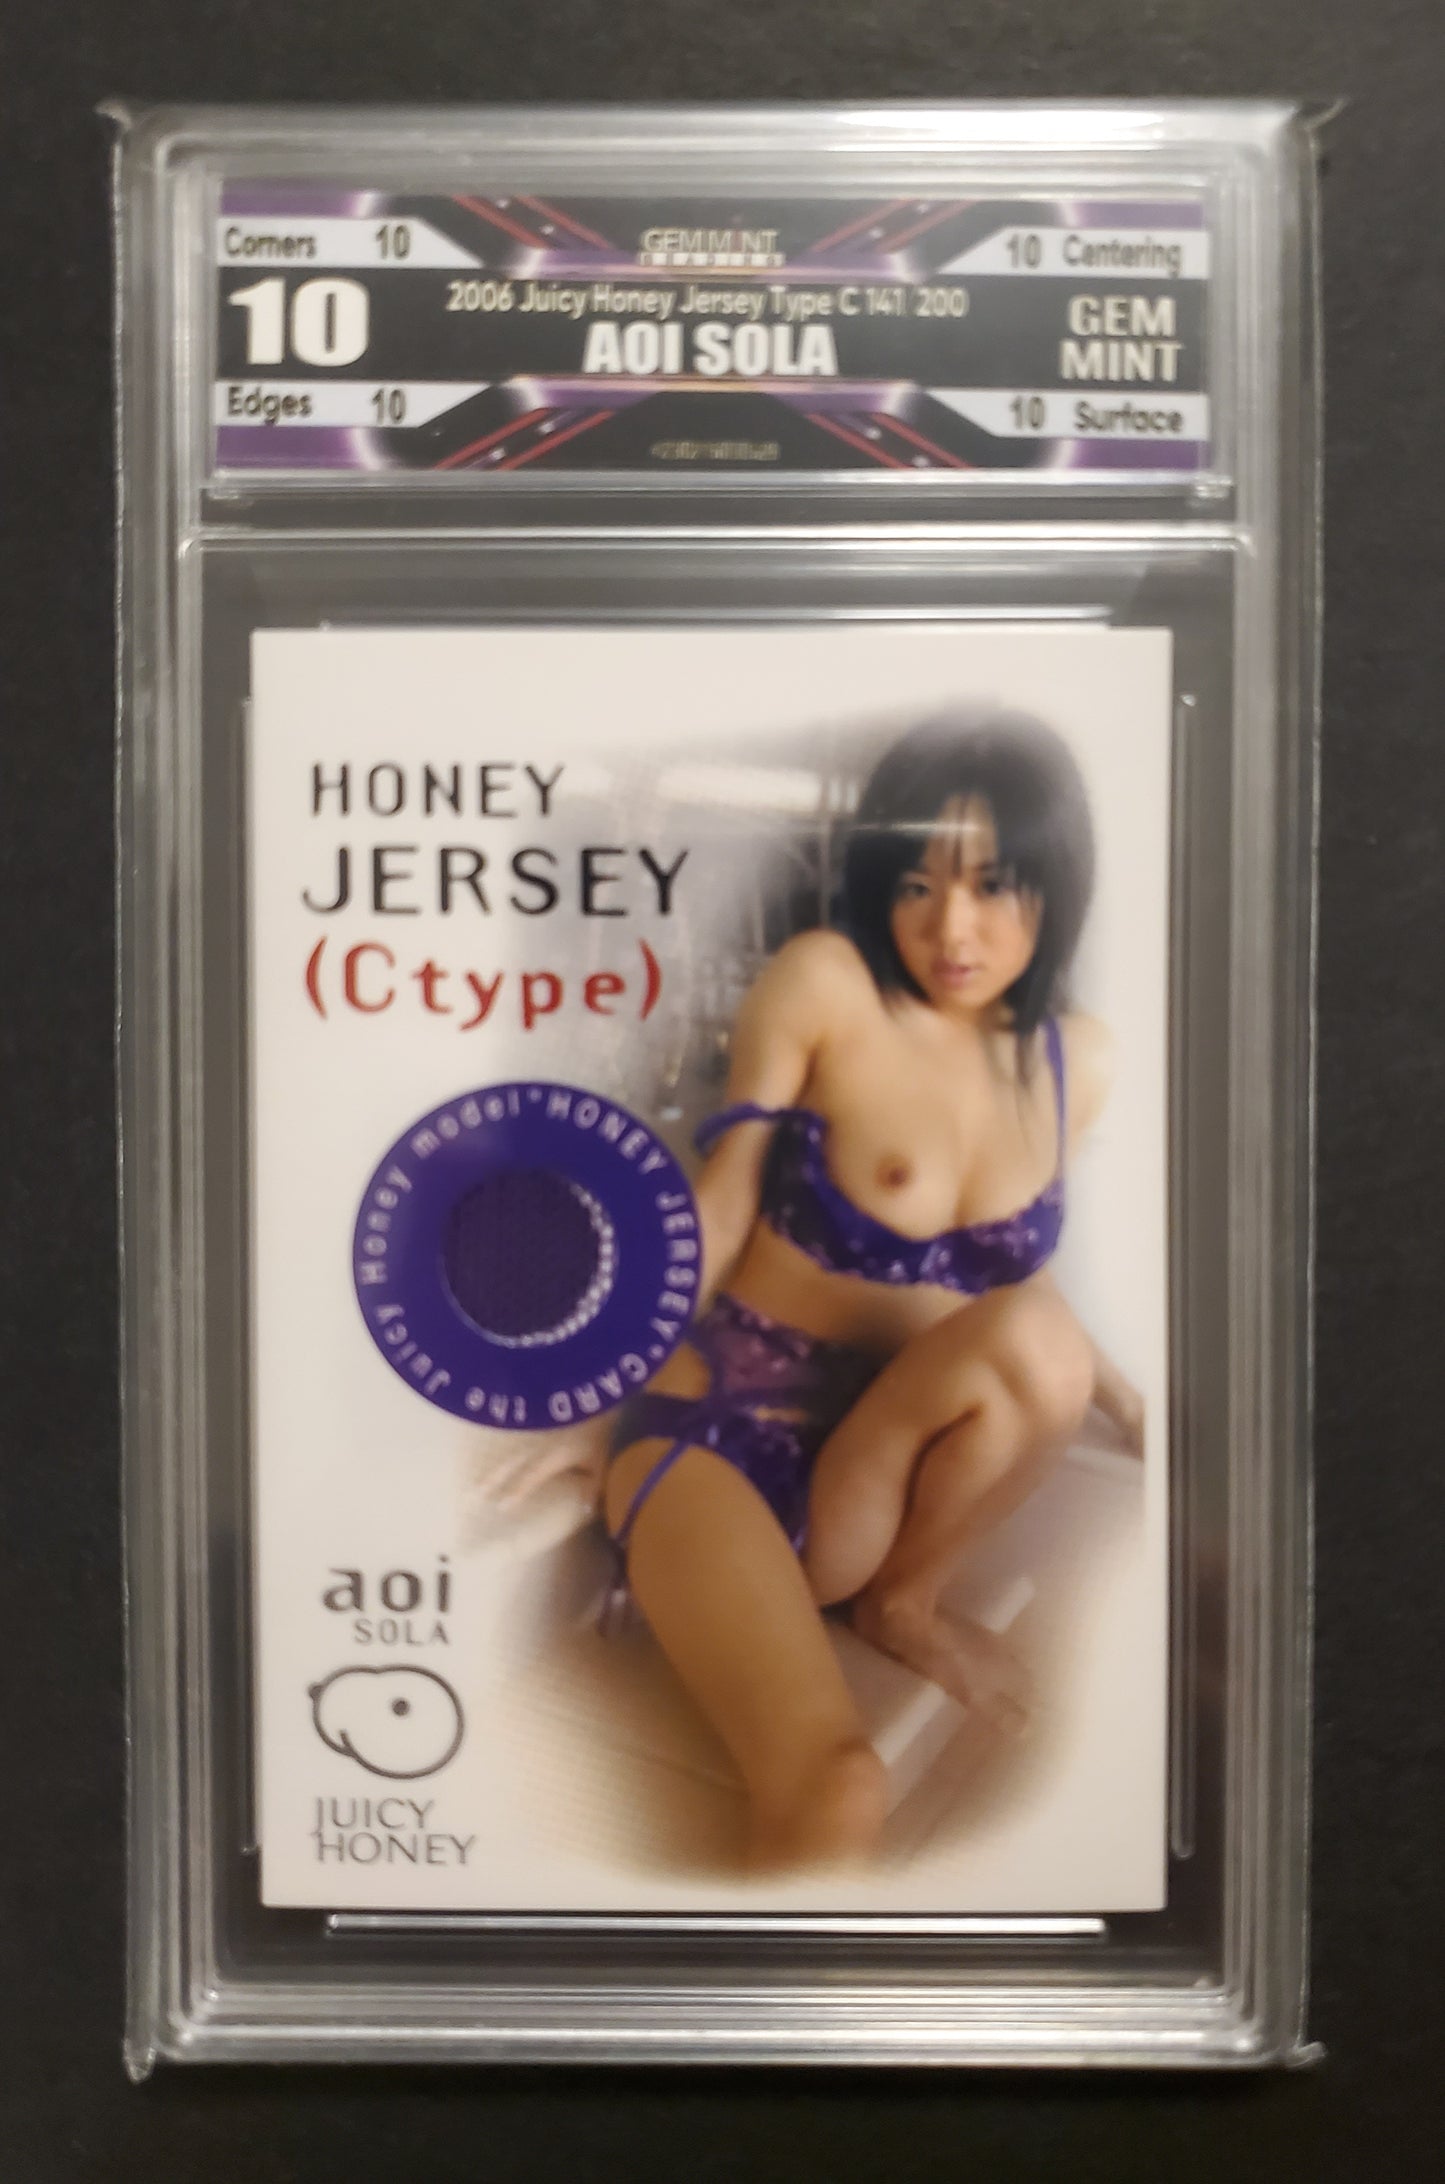 Corners 10
GEM MINT
GRADING
10 Centering
10
2006 Juicy Honey Jersey Type C 141/200
AOI SOLA
GEM
MINT
Edges 10
10 Surface
HONEY
JERSEY
(Ctype)
the Juicy Honey model*HONEY JERSEY*CARD
aoi
SOLA
JUICY
HONEY